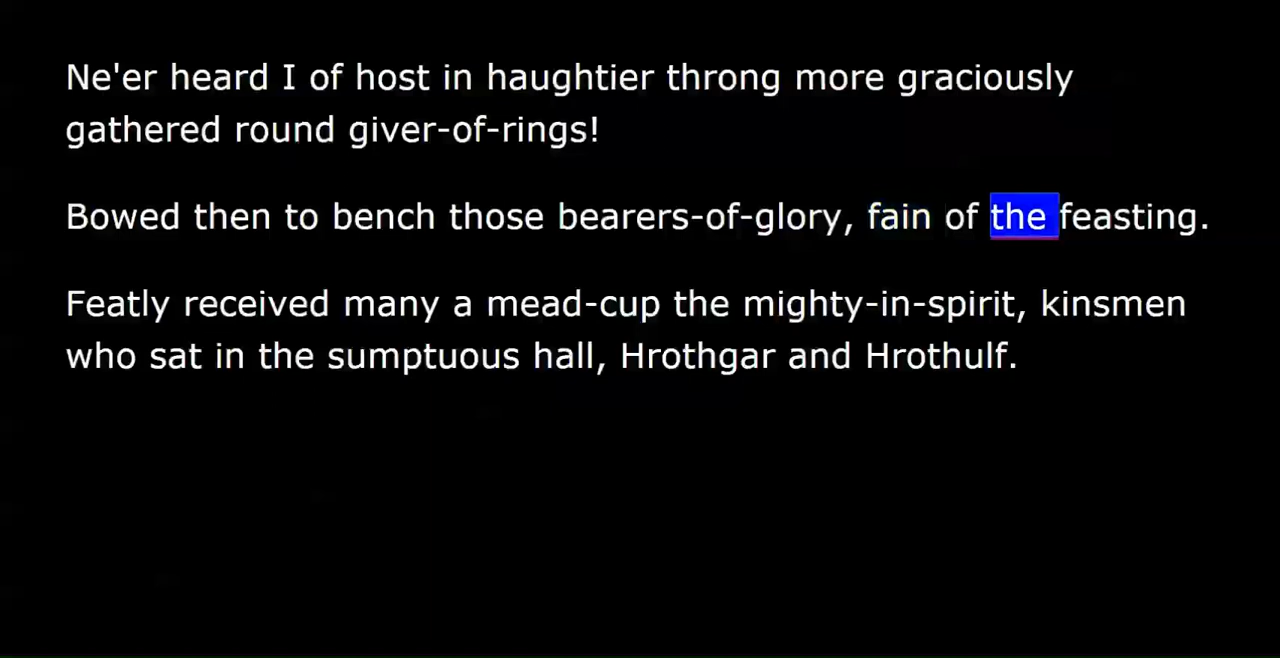 Ne'er heard I of host in haughtier throng more graciously
gathered round giver-of-rings!
Bowed then to bench those bearers-of-glory, fain of the feasting.
Featly received many a mead-cup the mighty-in-spirit, kinsmen
who sat in the sumptuous hall, Hrothgar and Hrothulf.